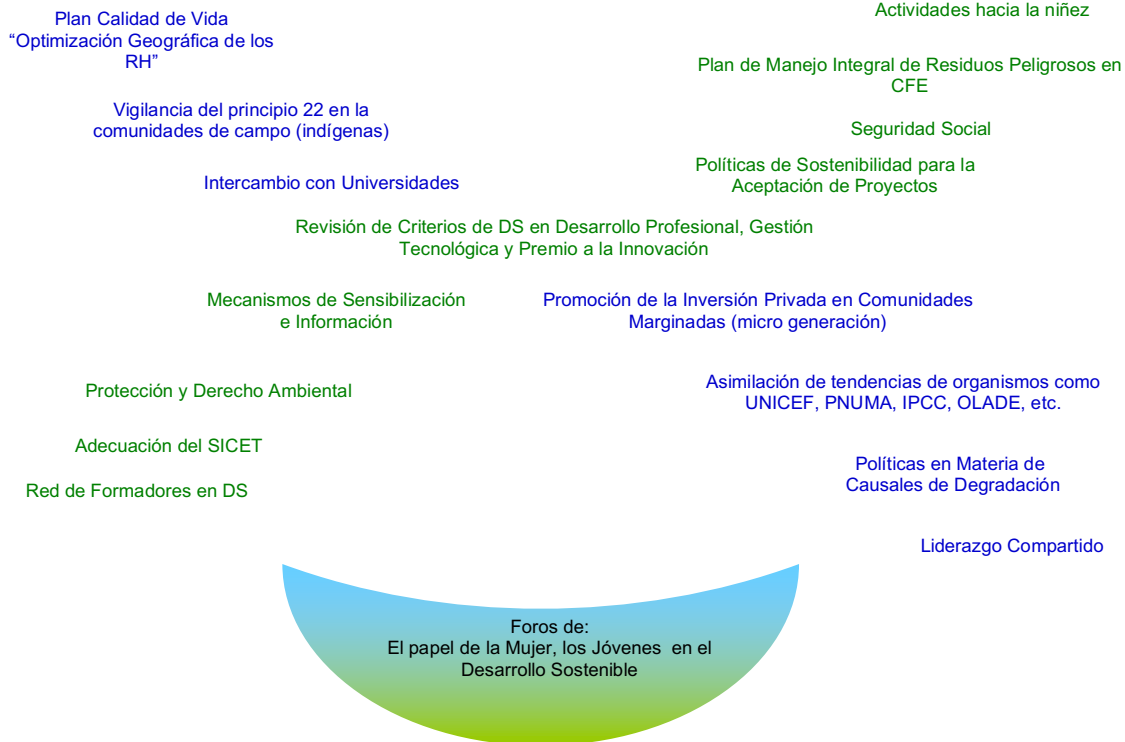 Actividades hacia la niñez
Plan Calidad de Vida
“Optimización Geográfica de los
RH”
Plan de Manejo Integral de Residuos Peligrosos en
CFE
Vigilancia del principio 22 en la
comunidades de campo (indígenas)
Seguridad Social
Intercambio con Universidades
Políticas de Sostenibilidad para la
Aceptación de Proyectos
Revisión de Criterios de DS en Desarrollo Profesional, Gestión
Tecnológica y Premio a la Innovación
Mecanismos de Sensibilización
e Información
Promoción de la Inversión Privada en Comunidades
Marginadas (micro generación)
Protección y Derecho Ambiental
Asimilación de tendencias de organismos como
UNICEF, PNUMA, IPCC, OLADE, etc.
Adecuación del SICET
Políticas en Materia de
Causales de Degradación
Red de Formadores en DS
Liderazgo Compartido
Foros de:
El papel de la Mujer, los Jóvenes  en el
Desarrollo Sostenible